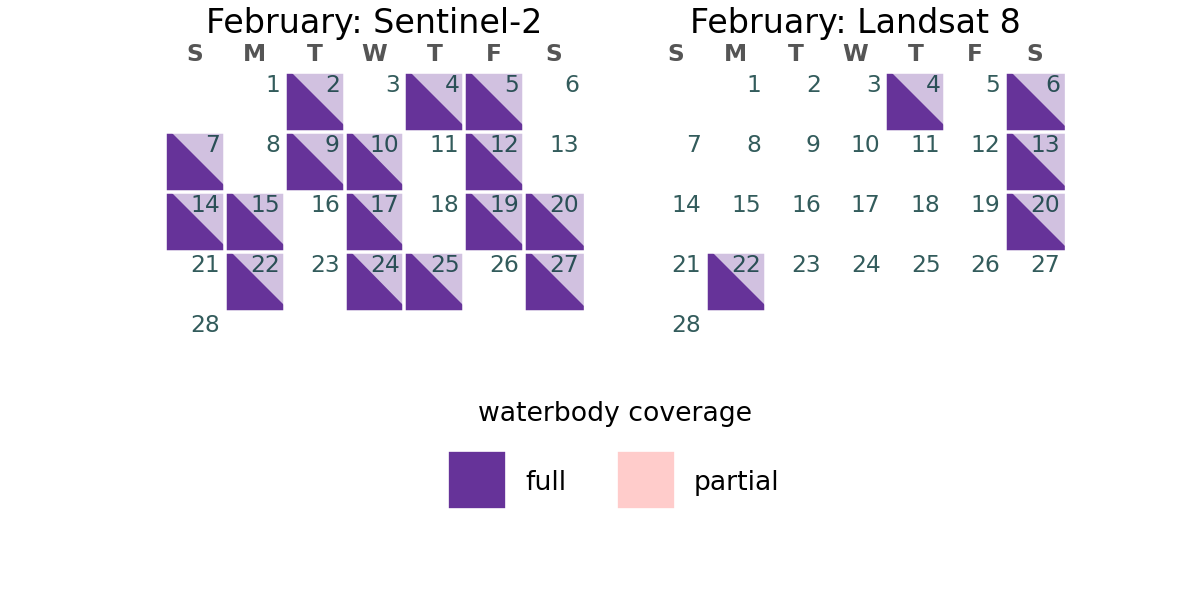 February: Sentinel-2
S M T W T F S
1 2 3 4 5 6
7 8 9 10 11 12 13
14 15 16 17 18 19 20
21 22 23 24 25 26 27
28
February: Landsat 8
S M T W T F S
1 2 3 4 5 6
7 8 9 10 11 12 13
14 15 16 17 18 19 20
21 22 23 24 25 26 27
28
waterbody coverage
full partial